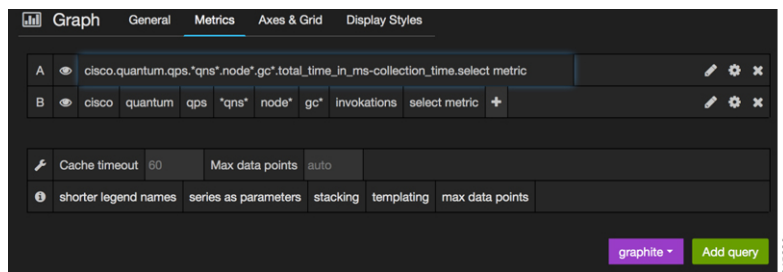 Graph General Metrics Axes & Grid Display Styles
A cisco.quantum.qps.*qns*.node*.gc*.total_time_in_ms-collection_time.select metric
B cisco quantum qps *qns* node* gc* invokations select metric +
Cache timeout 60 Max data points auto
shorter legend names series as parameters stacking templating max data points
graphite Add query